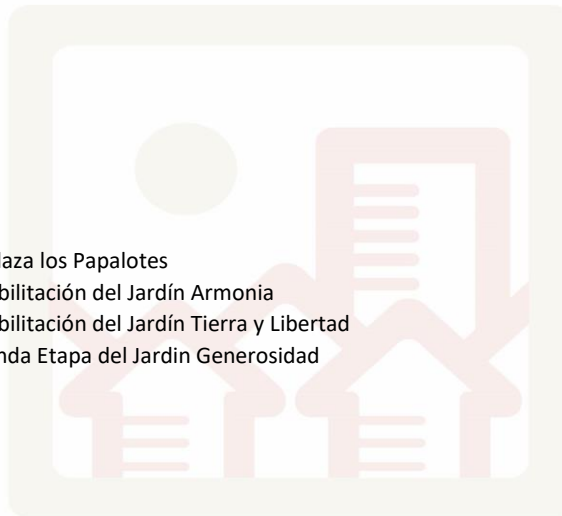 laza los Papalotes
bilitación del Jardín Armonia
bilitación del Jardín Tierra y Libertad
nda Etapa del Jardin Generosidad